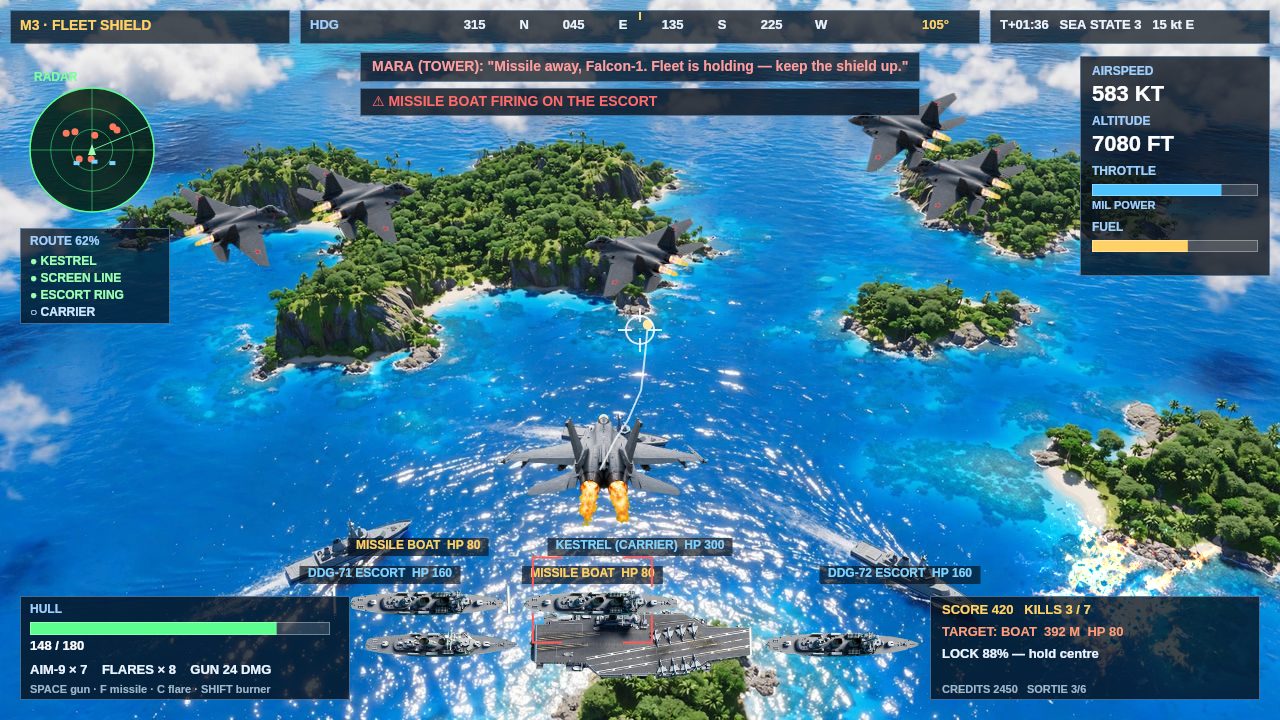 M3 · FLEET SHIELD
HDG 315 N 045 E 135 S 225 W 105°
T+01:36 SEA STATE 3 15 kt E
MARA (TOWER): "Missile away, Falcon-1. Fleet is holding — keep the shield up."
⚠ MISSILE BOAT FIRING ON THE ESCORT
RADAR
AIRSPEED
583 KT
ALTITUDE
7080 FT
THROTTLE
MIL POWER
FUEL
ROUTE 62%
● KESTREL
● SCREEN LINE
● ESCORT RING
○ CARRIER
MISSILE BOAT HP 80
KESTREL (CARRIER) HP 300
DDG-71 ESCORT HP 160
MISSILE BOAT HP 80
DDG-72 ESCORT HP 160
HULL
148 / 180
AIM-9 × 7 FLARES × 8 GUN 24 DMG
SPACE gun · F missile · C flare · SHIFT burner
SCORE 420 KILLS 3 / 7
TARGET: BOAT 392 M HP 80
LOCK 88% — hold centre
CREDITS 2450 SORTIE 3/6